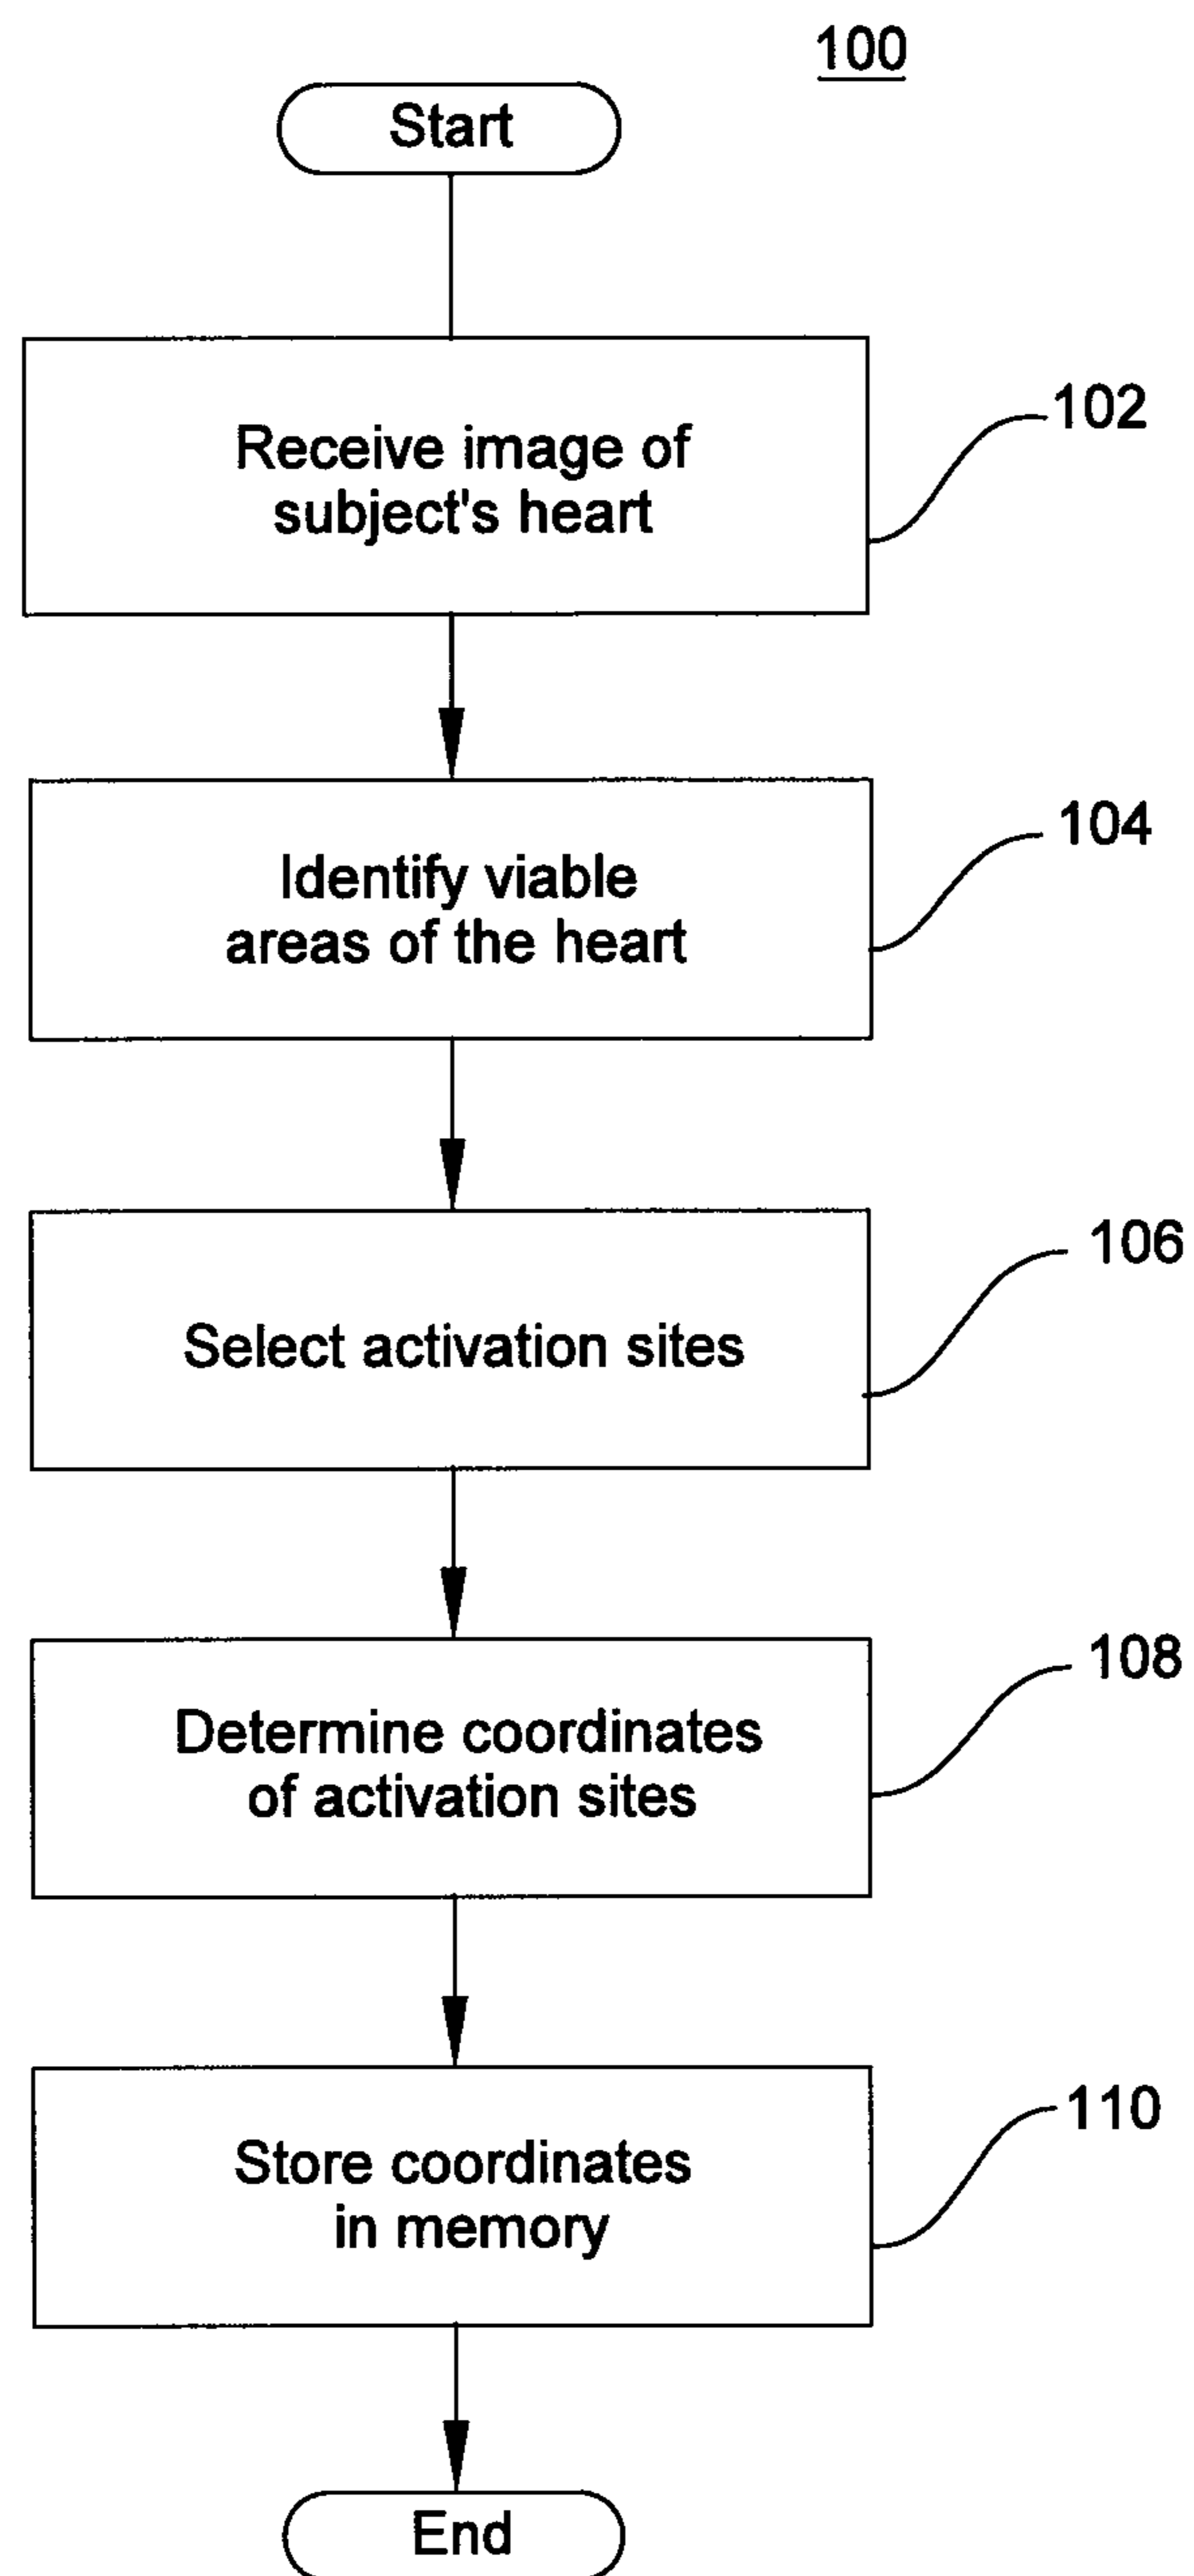 100
Start
Receive image of
subject's heart
102
Identify viable
areas of the heart
104
Select activation sites
106
Determine coordinates
of activation sites
108
Store coordinates
in memory
110
End